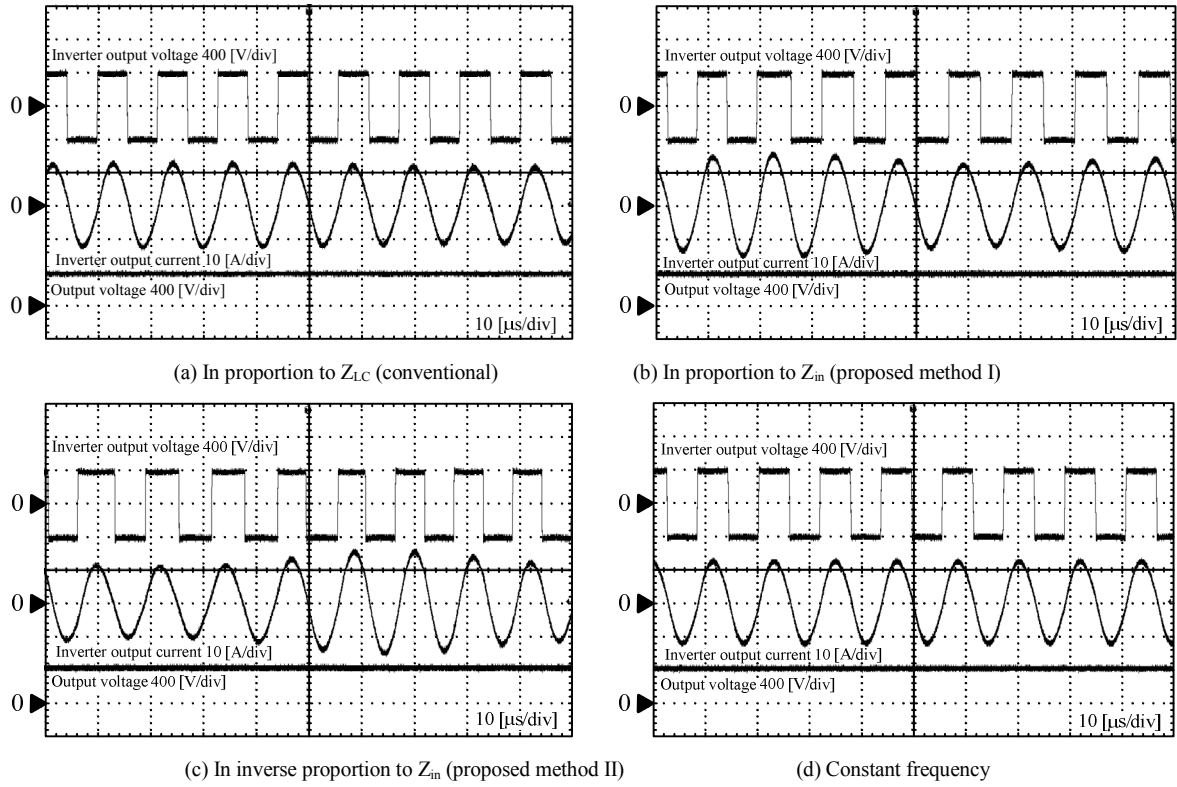 Inverter output voltage 400 [V/div]
0
0
Inverter output current 10 [A/div]
Output voltage 400 [V/div]
0
10 [μs/div]
(a) In proportion to Z_LC (conventional)
Inverter output voltage 400 [V/div]
0
0
Inverter output current 10 [A/div]
Output voltage 400 [V/div]
0
10 [μs/div]
(b) In proportion to Z_in (proposed method I)
Inverter output voltage 400 [V/div]
0
0
Inverter output current 10 [A/div]
Output voltage 400 [V/div]
0
10 [μs/div]
(c) In inverse proportion to Z_in (proposed method II)
Inverter output voltage 400 [V/div]
0
0
Inverter output current 10 [A/div]
Output voltage 400 [V/div]
0
10 [μs/div]
(d) Constant frequency